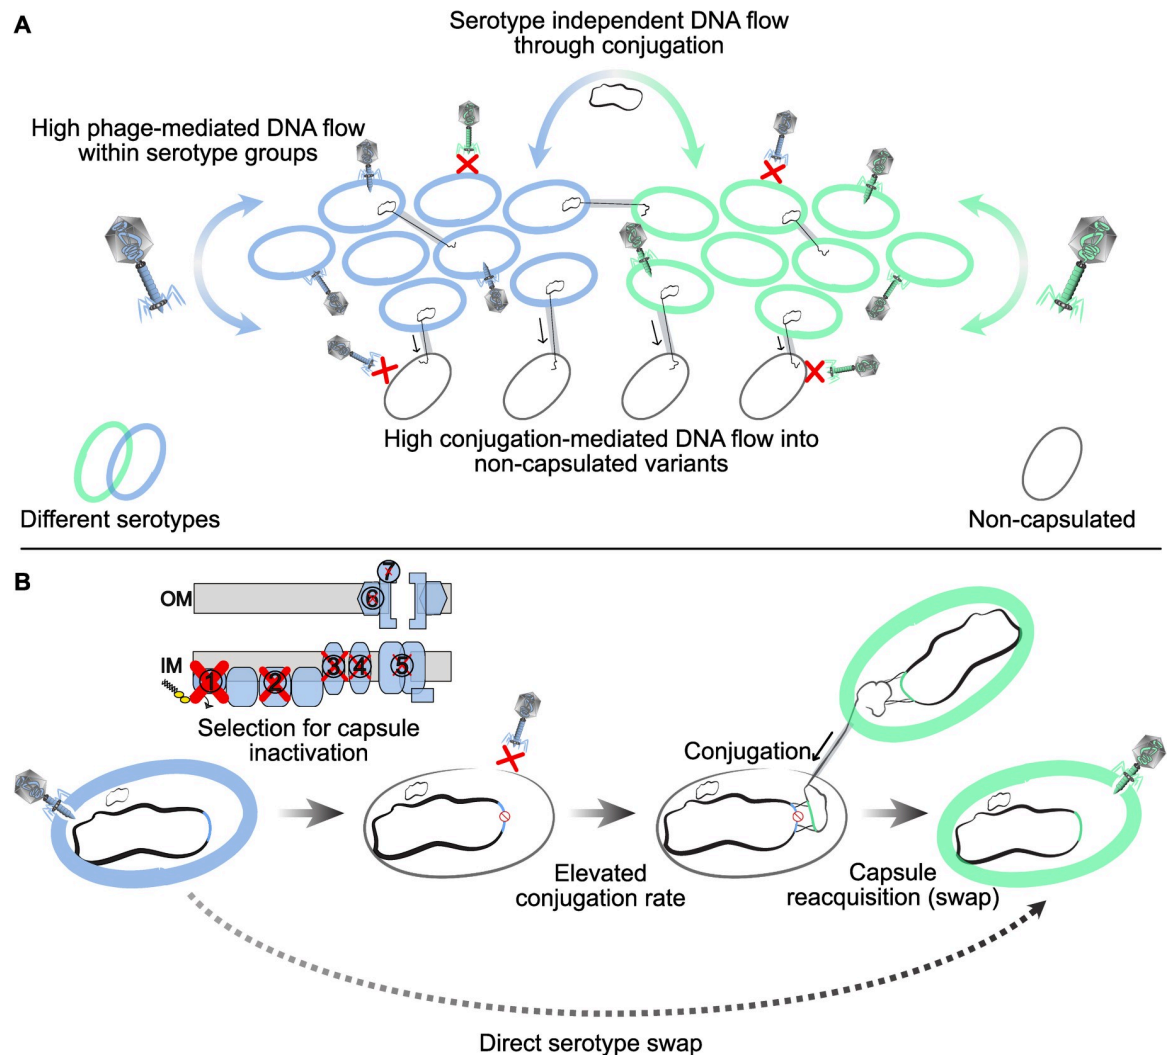 A
Serotype independent DNA flow
through conjugation
High phage-mediated DNA flow
within serotype groups
High conjugation-mediated DNA flow into
non-capsulated variants
Different serotypes
Non-capsulated
B
OM
7
6
IM
1
2
3
4
5
Selection for capsule
inactivation
Conjugation
Elevated
conjugation rate
Capsule
reacquisition (swap)
Direct serotype swap